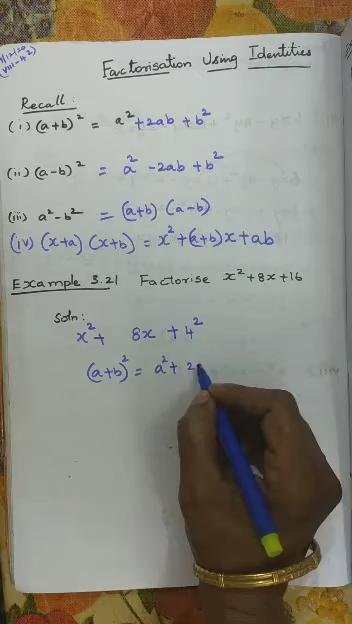 Factorisation Using Identities
Recall:
(i) (a+b)² = a² + 2ab + b²
(ii) (a-b)² = a² - 2ab + b²
(iii) a² - b² = (a+b) (a-b)
(iv) (x+a) (x+b) = x² + (a+b)x + ab
Example 3.21 Factorise x² + 8x + 16
Soln:
x² + 8x + 4²
(a+b)² = a² + 2